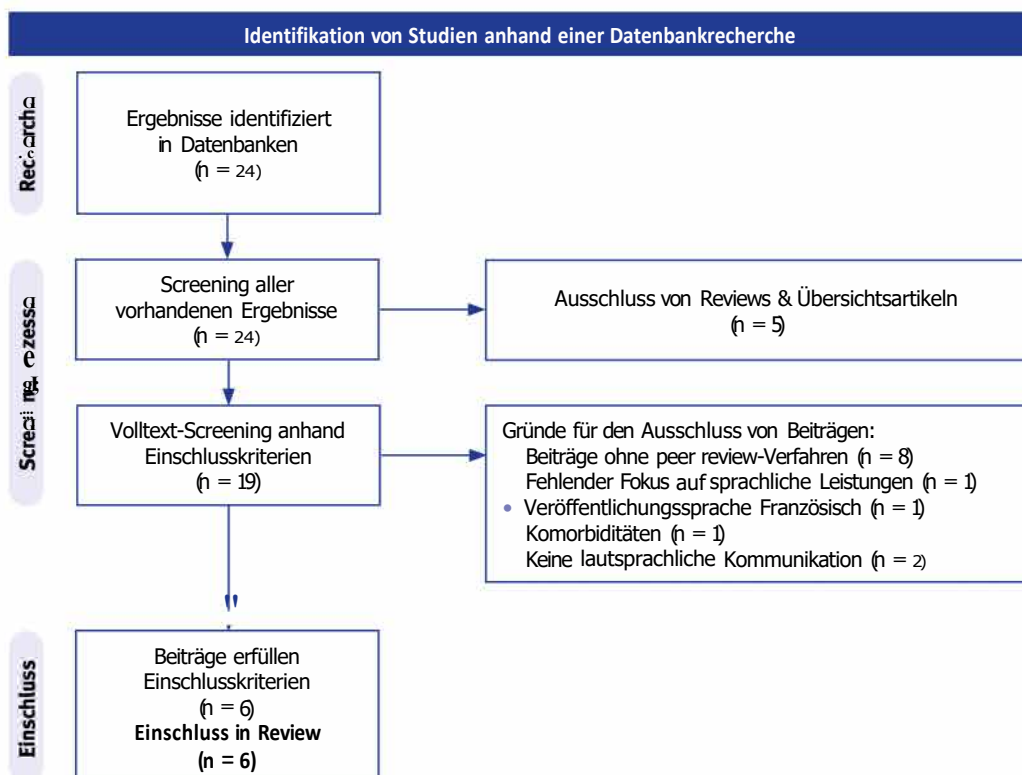 Identifikation von Studien anhand einer Datenbankrecherche
Ergebnisse identifiziert
in Datenbanken
(n = 24)
Screening aller
vorhandenen Ergebnisse
(n = 24)
Ausschluss von Reviews & Übersichtsartikeln
(n = 5)
Volltext-Screening anhand
Einschlusskriterien
(n = 19)
Gründe für den Ausschluss von Beiträgen:
Beiträge ohne peer review-Verfahren (n = 8)
Fehlender Fokus auf sprachliche Leistungen (n = 1)
• Veröffentlichungssprache Französisch (n = 1)
Komorbiditäten (n = 1)
Keine lautsprachliche Kommunikation (n = 2)
Einschluss
Beiträge erfüllen
Einschlusskriterien
(n = 6)
Einschluss in Review
(n = 6)